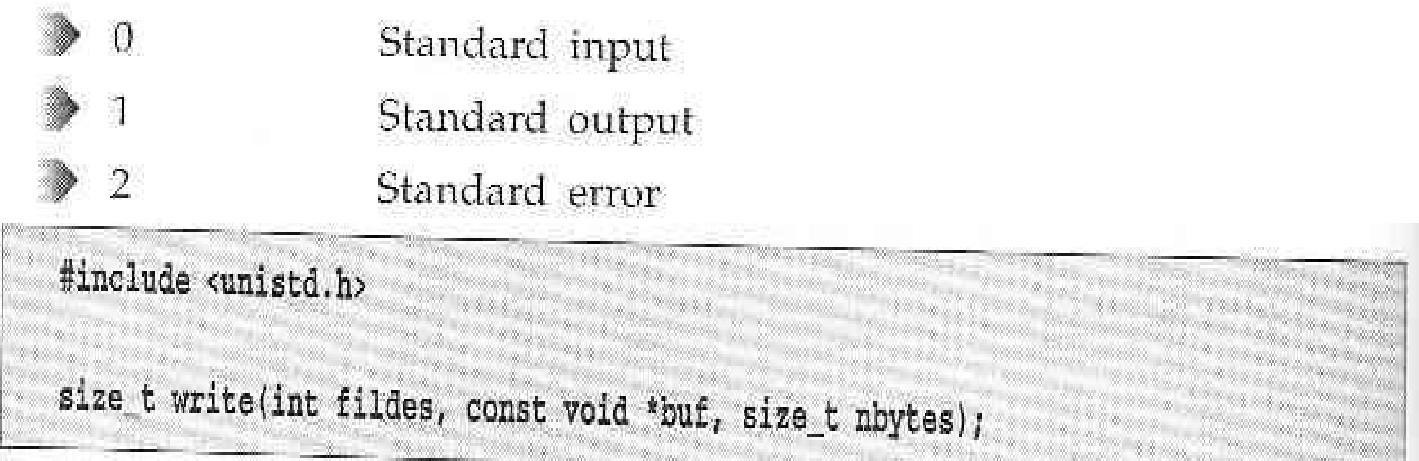 0 Standard input
1 Standard output
2 Standard error
#include <unistd.h>
size_t write(int fildes, const void *buf, size_t nbytes);